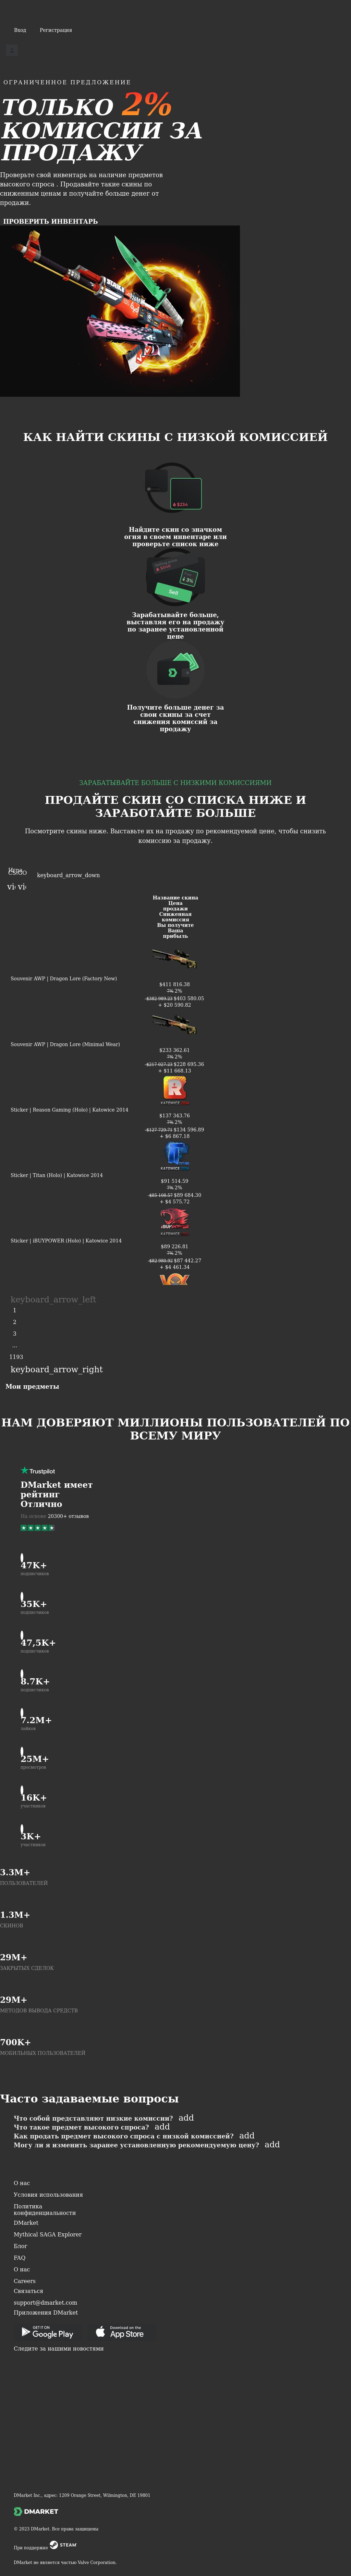 Вход Регистрация
ОГРАНИЧЕННОЕ ПРЕДЛОЖЕНИЕ
ТОЛЬКО 2%
КОМИССИИ ЗА
ПРОДАЖУ
Проверьте свой инвентарь на наличие предметов
высокого спроса . Продавайте такие скины по
сниженным ценам и получайте больше денег от
продажи.
ПРОВЕРИТЬ ИНВЕНТАРЬ
КАК НАЙТИ СКИНЫ С НИЗКОЙ КОМИССИЕЙ
Найдите скин со значком
огня в своем инвентаре или
проверьте список ниже
Sell
Зарабатывайте больше,
выставляя его на продажу
по заранее установленной
цене
Получите больше денег за
свои скины за счет
снижения комиссий за
продажу
ЗАРАБАТЫВАЙТЕ БОЛЬШЕ С НИЗКИМИ КОМИССИЯМИ
ПРОДАЙТЕ СКИН СО СПИСКА НИЖЕ И
ЗАРАБОТАЙТЕ БОЛЬШЕ
Посмотрите скины ниже. Выставьте их на продажу по рекомендуемой цене, чтобы снизить
комиссию за продажу.
keyboard_arrow_down
Название скина
Цена
продажи
Сниженная
комиссия
Вы получите
Ваша
прибыль
Souvenir AWP | Dragon Lore (Factory New)
$411 816.38
7% 2%
$382 989.23 $403 580.05
+ $20 590.82
Souvenir AWP | Dragon Lore (Minimal Wear)
$233 362.61
7% 2%
$217 027.23 $228 695.36
+ $11 668.13
KATOWICE
Sticker | Reason Gaming (Holo) | Katowice 2014
$137 343.76
7% 2%
$127 729.71 $134 596.89
+ $6 867.18
KATOWICE
Sticker | Titan (Holo) | Katowice 2014
$91 514.59
7% 2%
$85 108.57 $89 684.30
+ $4 575.72
KATOWICE
Sticker | iBUYPOWER (Holo) | Katowice 2014
$89 226.81
7% 2%
$82 980.92 $87 442.27
+ $4 461.34
keyboard_arrow_left
1
2
3
...
1193
keyboard_arrow_right
Мои предметы
НАМ ДОВЕРЯЮТ МИЛЛИОНЫ ПОЛЬЗОВАТЕЛЕЙ ПО
ВСЕМУ МИРУ
Trustpilot
DMarket имеет
рейтинг
Отлично
На основе 20300+ отзывов
47K+
подписчиков
35K+
подписчиков
47,5K+
подписчиков
8.7K+
подписчиков
7.2M+
лайков
25M+
просмотров
16K+
участников
3K+
участников
3.3M+
ПОЛЬЗОВАТЕЛЕЙ
1.3M+
СКИНОВ
29M+
ЗАКРЫТЫХ СДЕЛОК
29M+
МЕТОДОВ ВЫВОДА СРЕДСТВ
700K+
МОБИЛЬНЫХ ПОЛЬЗОВАТЕЛЕЙ
Часто задаваемые вопросы
Что собой представляют низкие комиссии? add
Что такое предмет высокого спроса? add
Как продать предмет высокого спроса с низкой комиссией? add
Могу ли я изменить заранее установленную рекомендуемую цену? add
О нас
Условия использования
Политика
конфиденциальности
DMarket
Mythical SAGA Explorer
Блог
FAQ
О нас
Careers
Связаться
support@dmarket.com
Приложения DMarket
GET IT ON
Google Play
Download on the
App Store
Следите за нашими новостями
DMarket Inc., адрес: 1209 Orange Street, Wilmington, DE 19801
DMARKET
© 2023 DMarket. Все права защищены
При поддержке STEAM
DMarket не является частью Valve Corporation.